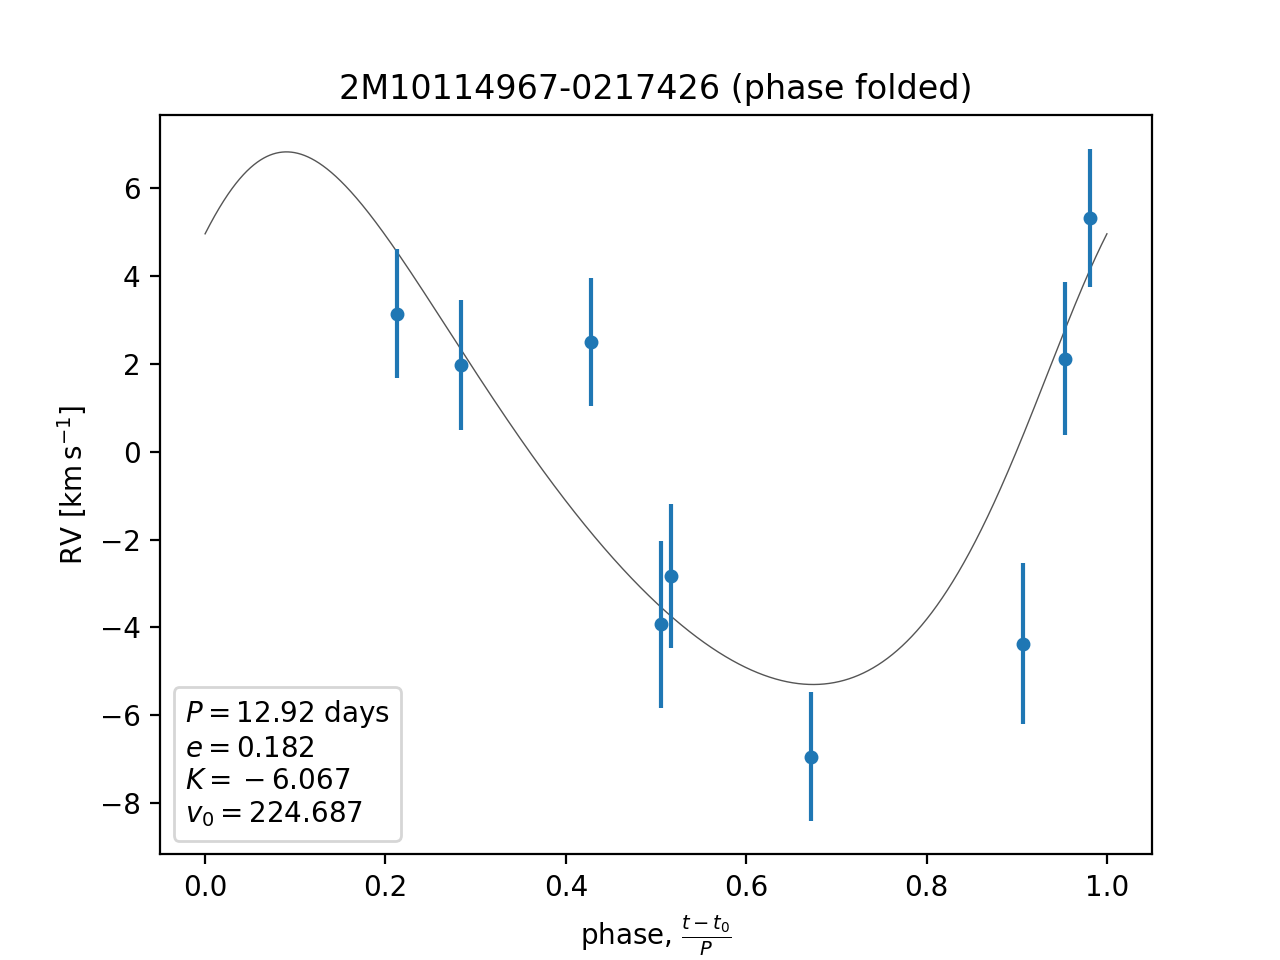 2M10114967-0217426 (phase folded)
RV [km s⁻¹]
6
4
2
0
−2
−4
−6
−8
P = 12.92 days
e = 0.182
K = −6.067
v₀ = 224.687
0.0 0.2 0.4 0.6 0.8 1.0
phase, (t − t₀)/P